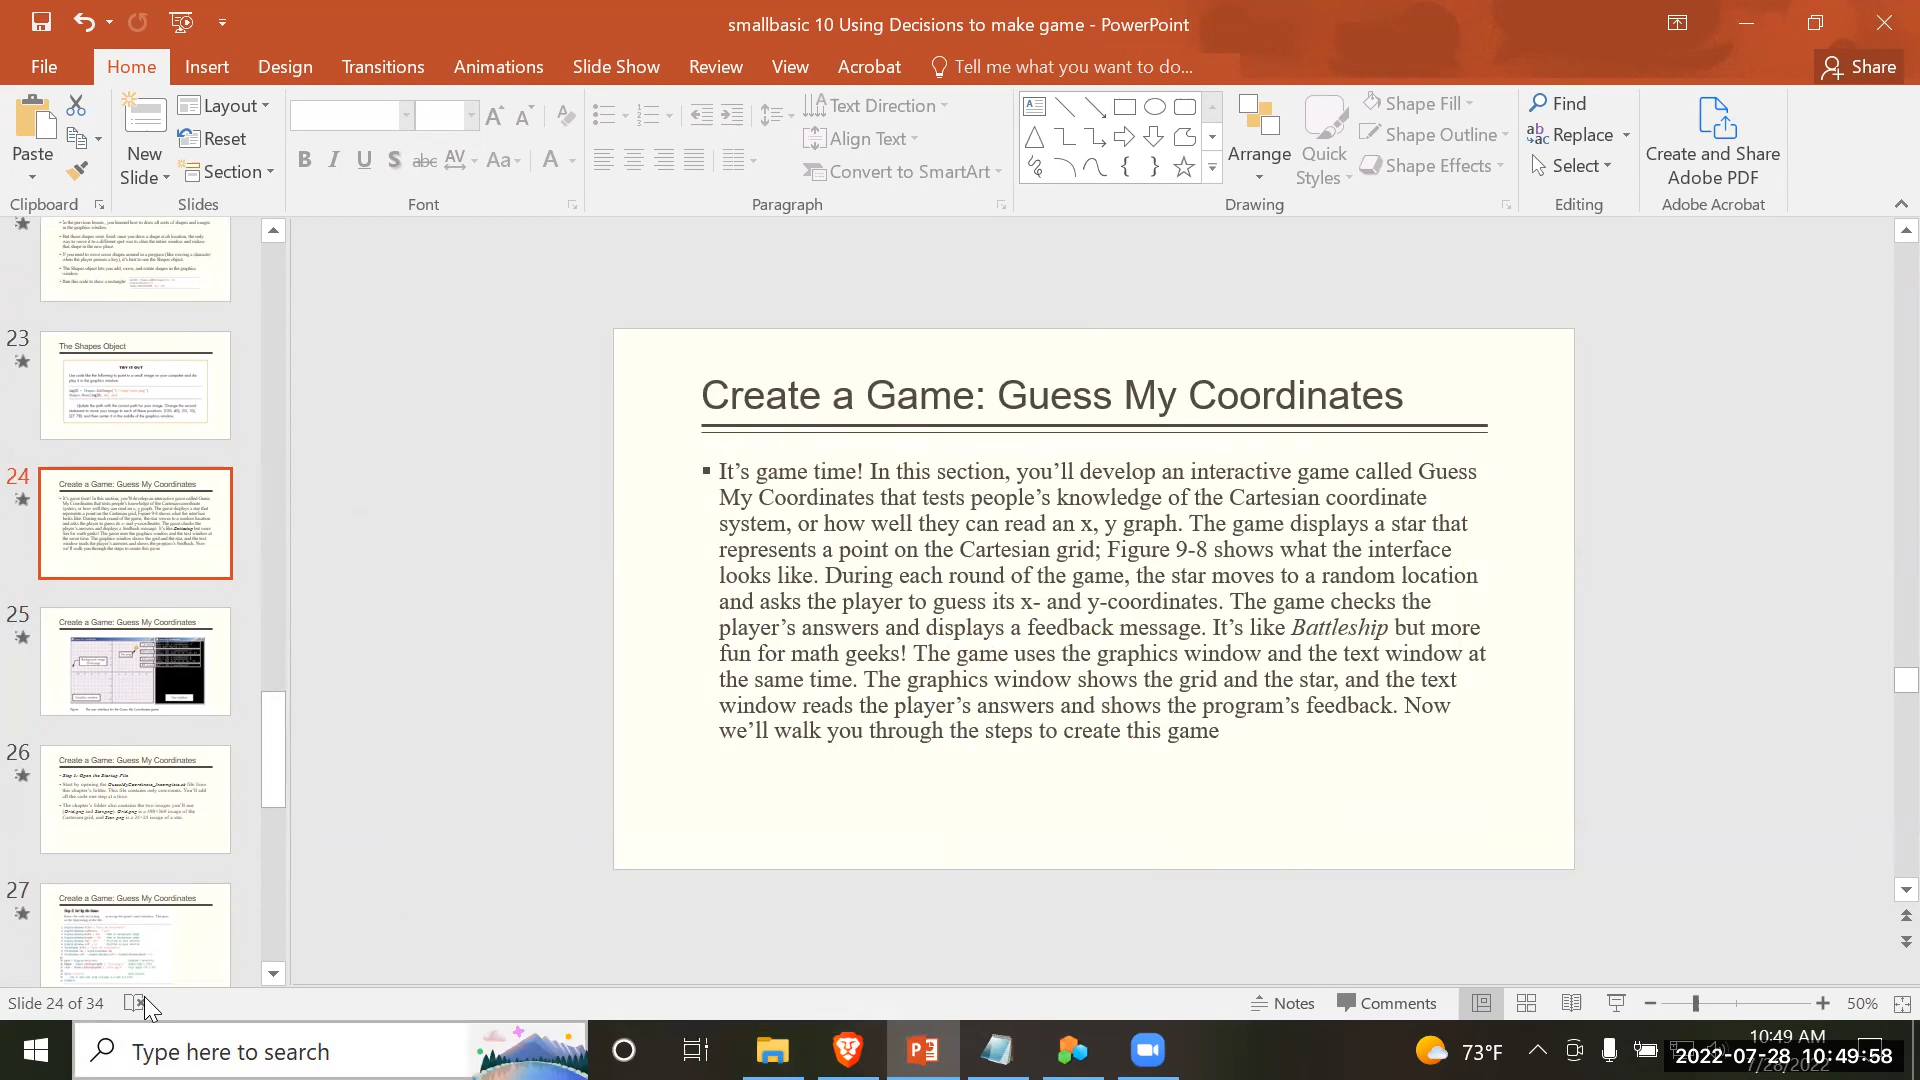 smallbasic 10 Using Decisions to make game - PowerPoint
File Home Insert Design Transitions Animations Slide Show Review View Acrobat Tell me what you want to do... Share
Paste
New Slide
Layout
Reset
Section
Text Direction
Align Text
Convert to SmartArt
Arrange
Quick Styles
Shape Fill
Shape Outline
Shape Effects
Find
Replace
Select
Create and Share Adobe PDF
Clipboard Slides Font Paragraph Drawing Editing Adobe Acrobat
23
The Shapes Object
TRY IT OUT
24
Create a Game: Guess My Coordinates
25
Create a Game: Guess My Coordinates
26
Create a Game: Guess My Coordinates
27
Create a Game: Guess My Coordinates
Create a Game: Guess My Coordinates
▪ It’s game time! In this section, you’ll develop an interactive game called Guess
My Coordinates that tests people’s knowledge of the Cartesian coordinate
system, or how well they can read an x, y graph. The game displays a star that
represents a point on the Cartesian grid; Figure 9-8 shows what the interface
looks like. During each round of the game, the star moves to a random location
and asks the player to guess its x- and y-coordinates. The game checks the
player’s answers and displays a feedback message. It’s like Battleship but more
fun for math geeks! The game uses the graphics window and the text window at
the same time. The graphics window shows the grid and the star, and the text
window reads the player’s answers and shows the program’s feedback. Now
we’ll walk you through the steps to create this game
Slide 24 of 34
Notes
Comments
50%
Type here to search
73°F
10:49 AM
7/28/2022
2022-07-28 10:49:58